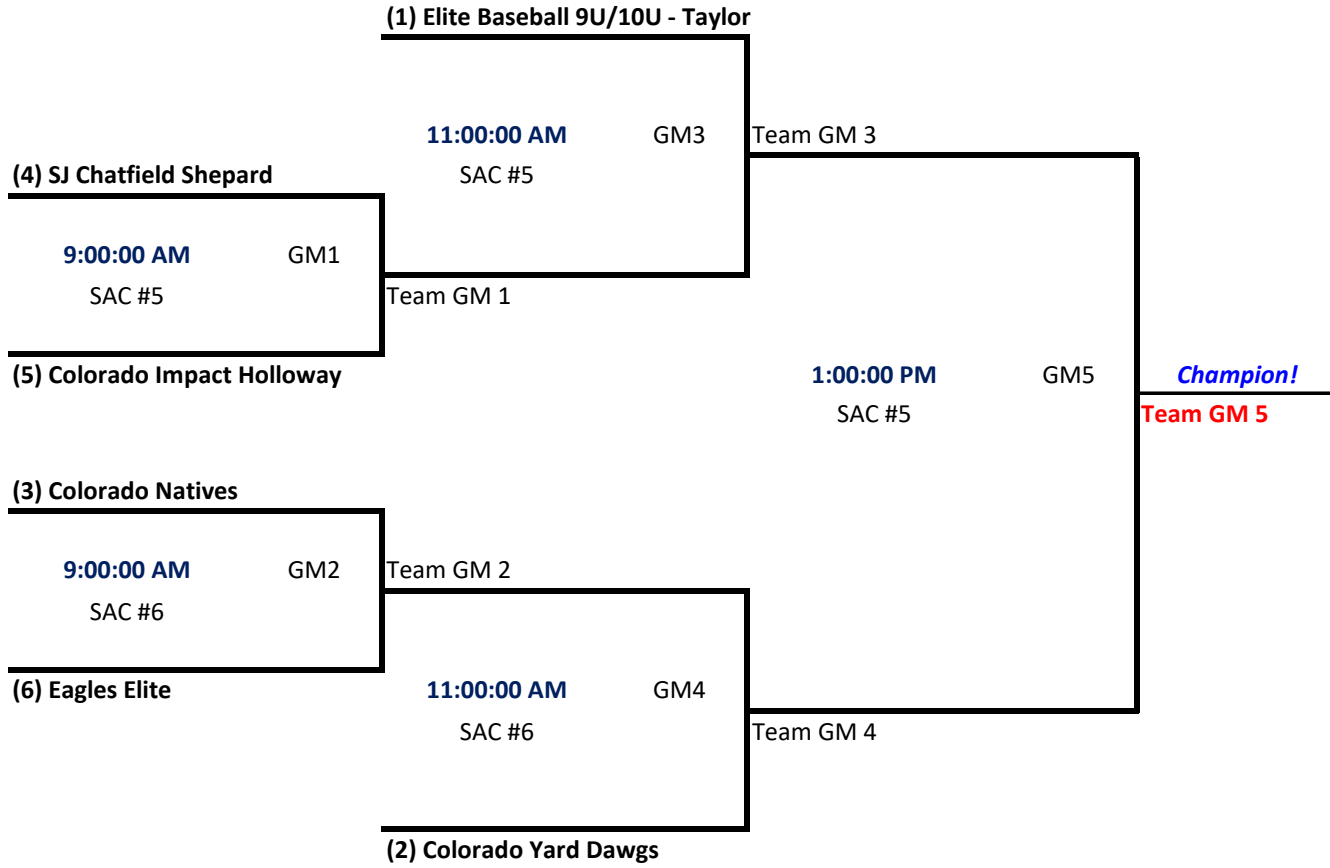 (1) Elite Baseball 9U/10U - Taylor
11:00:00 AM GM3 Team GM 3
(4) SJ Chatfield Shepard SAC #5
9:00:00 AM GM1
SAC #5 Team GM 1
(5) Colorado Impact Holloway 1:00:00 PM GM5 Champion!
SAC #5 Team GM 5
(3) Colorado Natives
9:00:00 AM GM2 Team GM 2
SAC #6
(6) Eagles Elite 11:00:00 AM GM4
SAC #6 Team GM 4
(2) Colorado Yard Dawgs